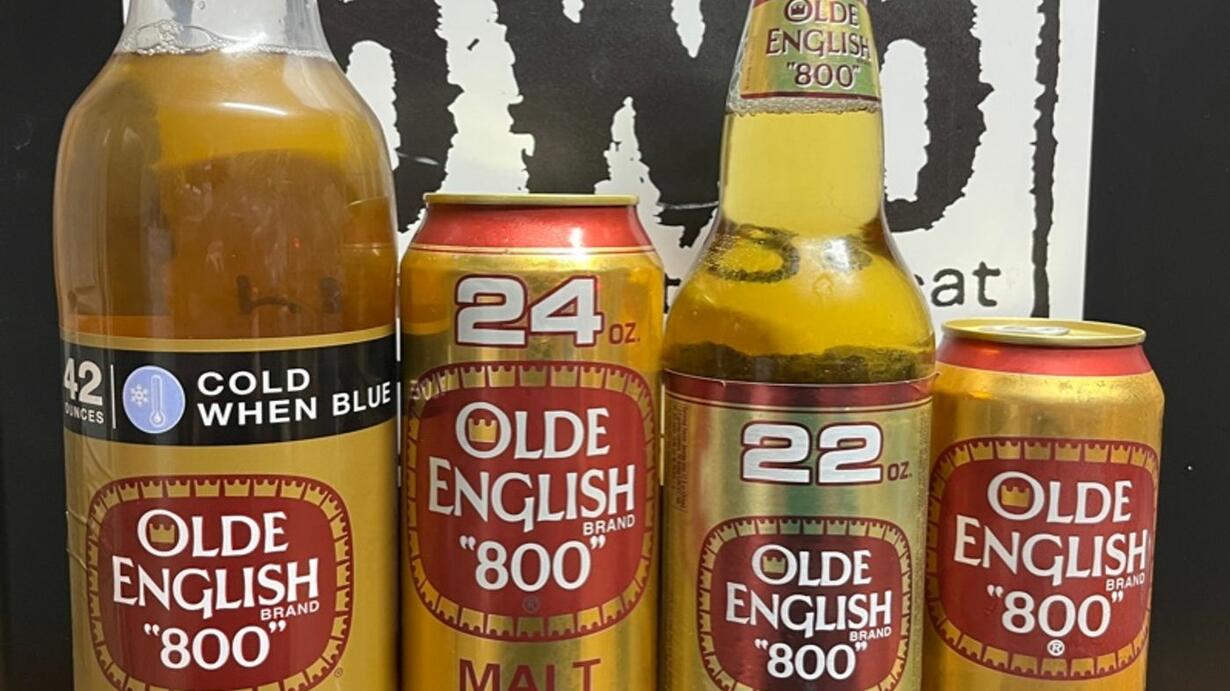 42
OUNCES
COLD
WHEN BLUE
OLDE
ENGLISH
BRAND
"800"
®
24 OZ.
OLDE
ENGLISH
BRAND
"800"
®
MALT
OLDE
ENGLISH
"800"
22 OZ.
OLDE
ENGLISH
BRAND
"800"
OLDE
ENGLISH
BRAND
"800"
®